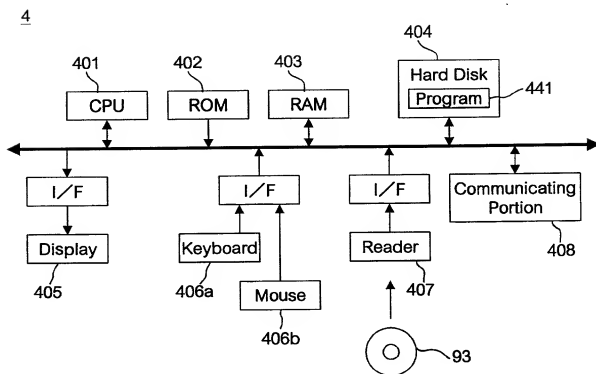 4
401
402
403
404
CPU
ROM
RAM
Hard Disk
Program
441
I/F
I/F
I/F
Communicating
Portion
408
Display
405
Keyboard
406a
Mouse
406b
Reader
407
93